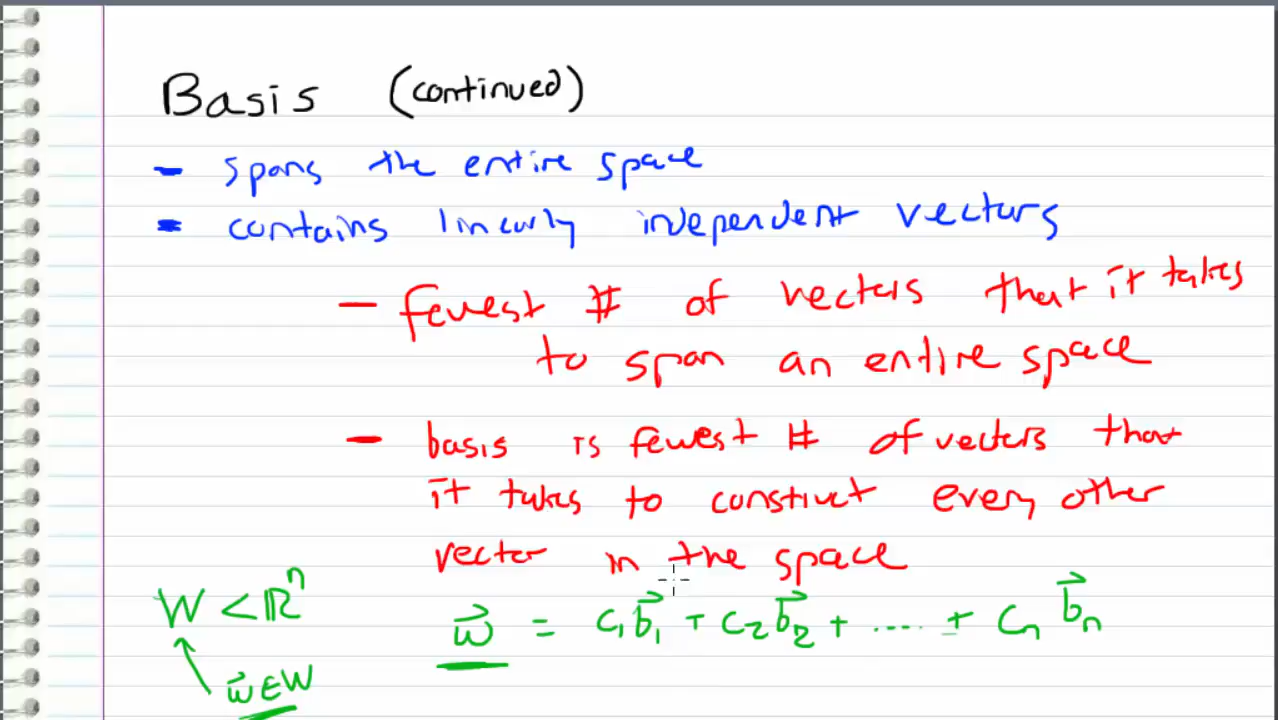 Basis (continued)
- spans the entire space
- contains linearly independent vectors
- fewest # of vectors that it takes
to span an entire space
- basis is fewest # of vectors that
it takes to construct every other
vector in the space
W < ℝⁿ
w⃗ = c₁b⃗₁ + c₂b⃗₂ + .... + cₙb⃗ₙ
w⃗ ∈ W